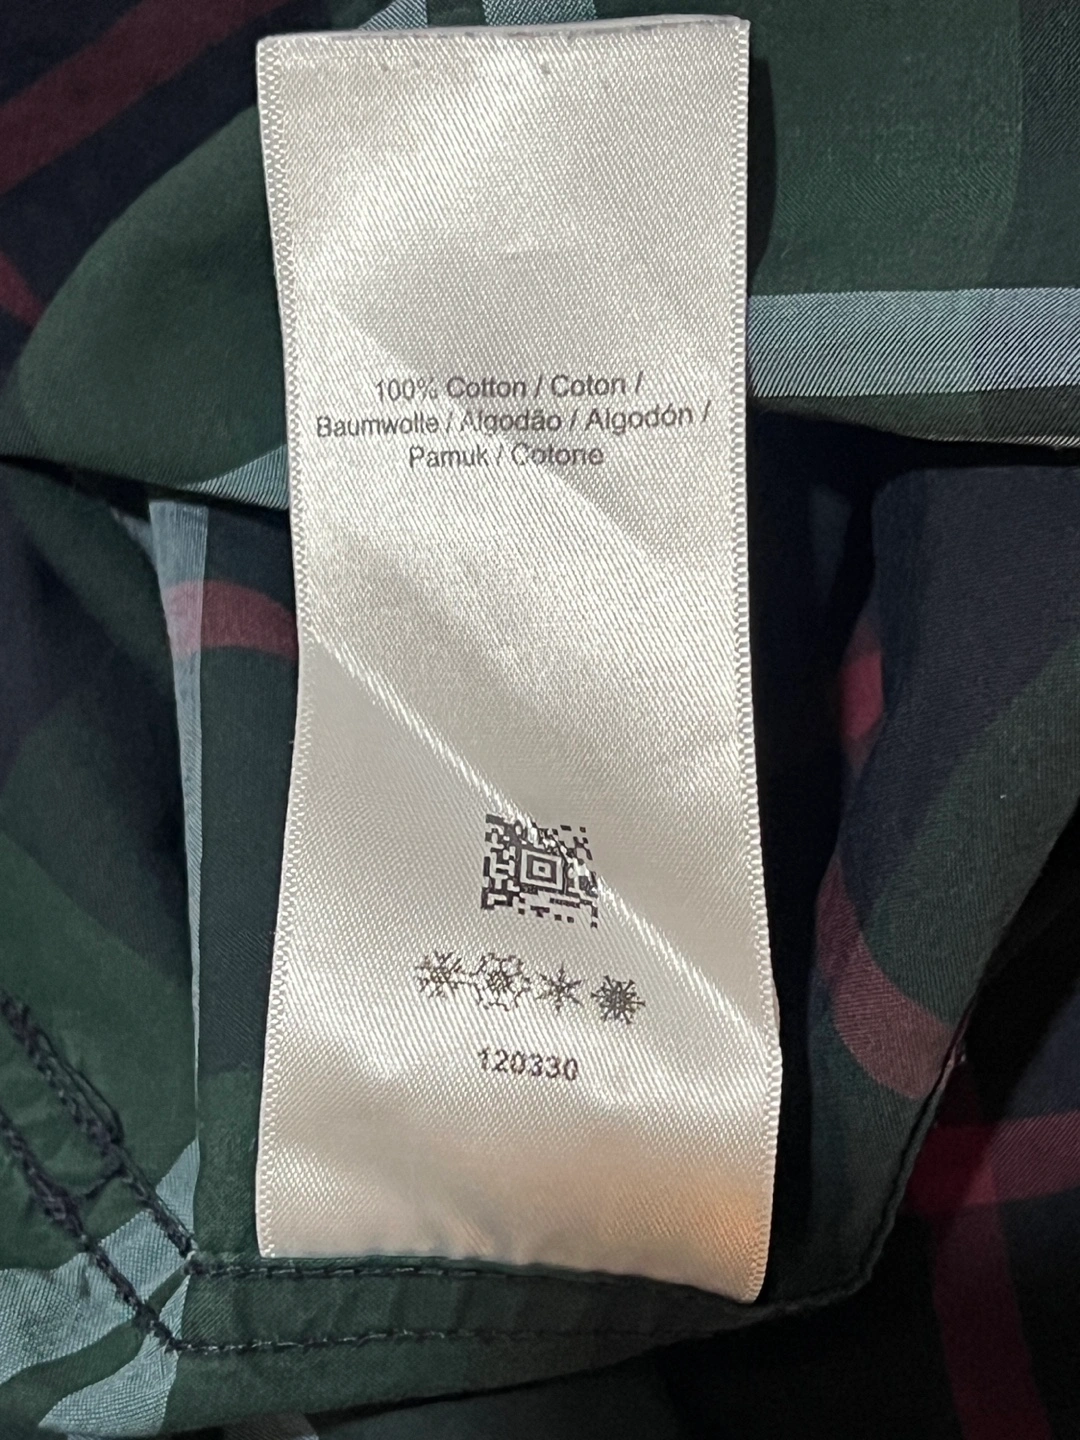 100% Cotton / Coton /
Baumwolle / Algodão / Algodón /
Pamuk / Cotone
120330